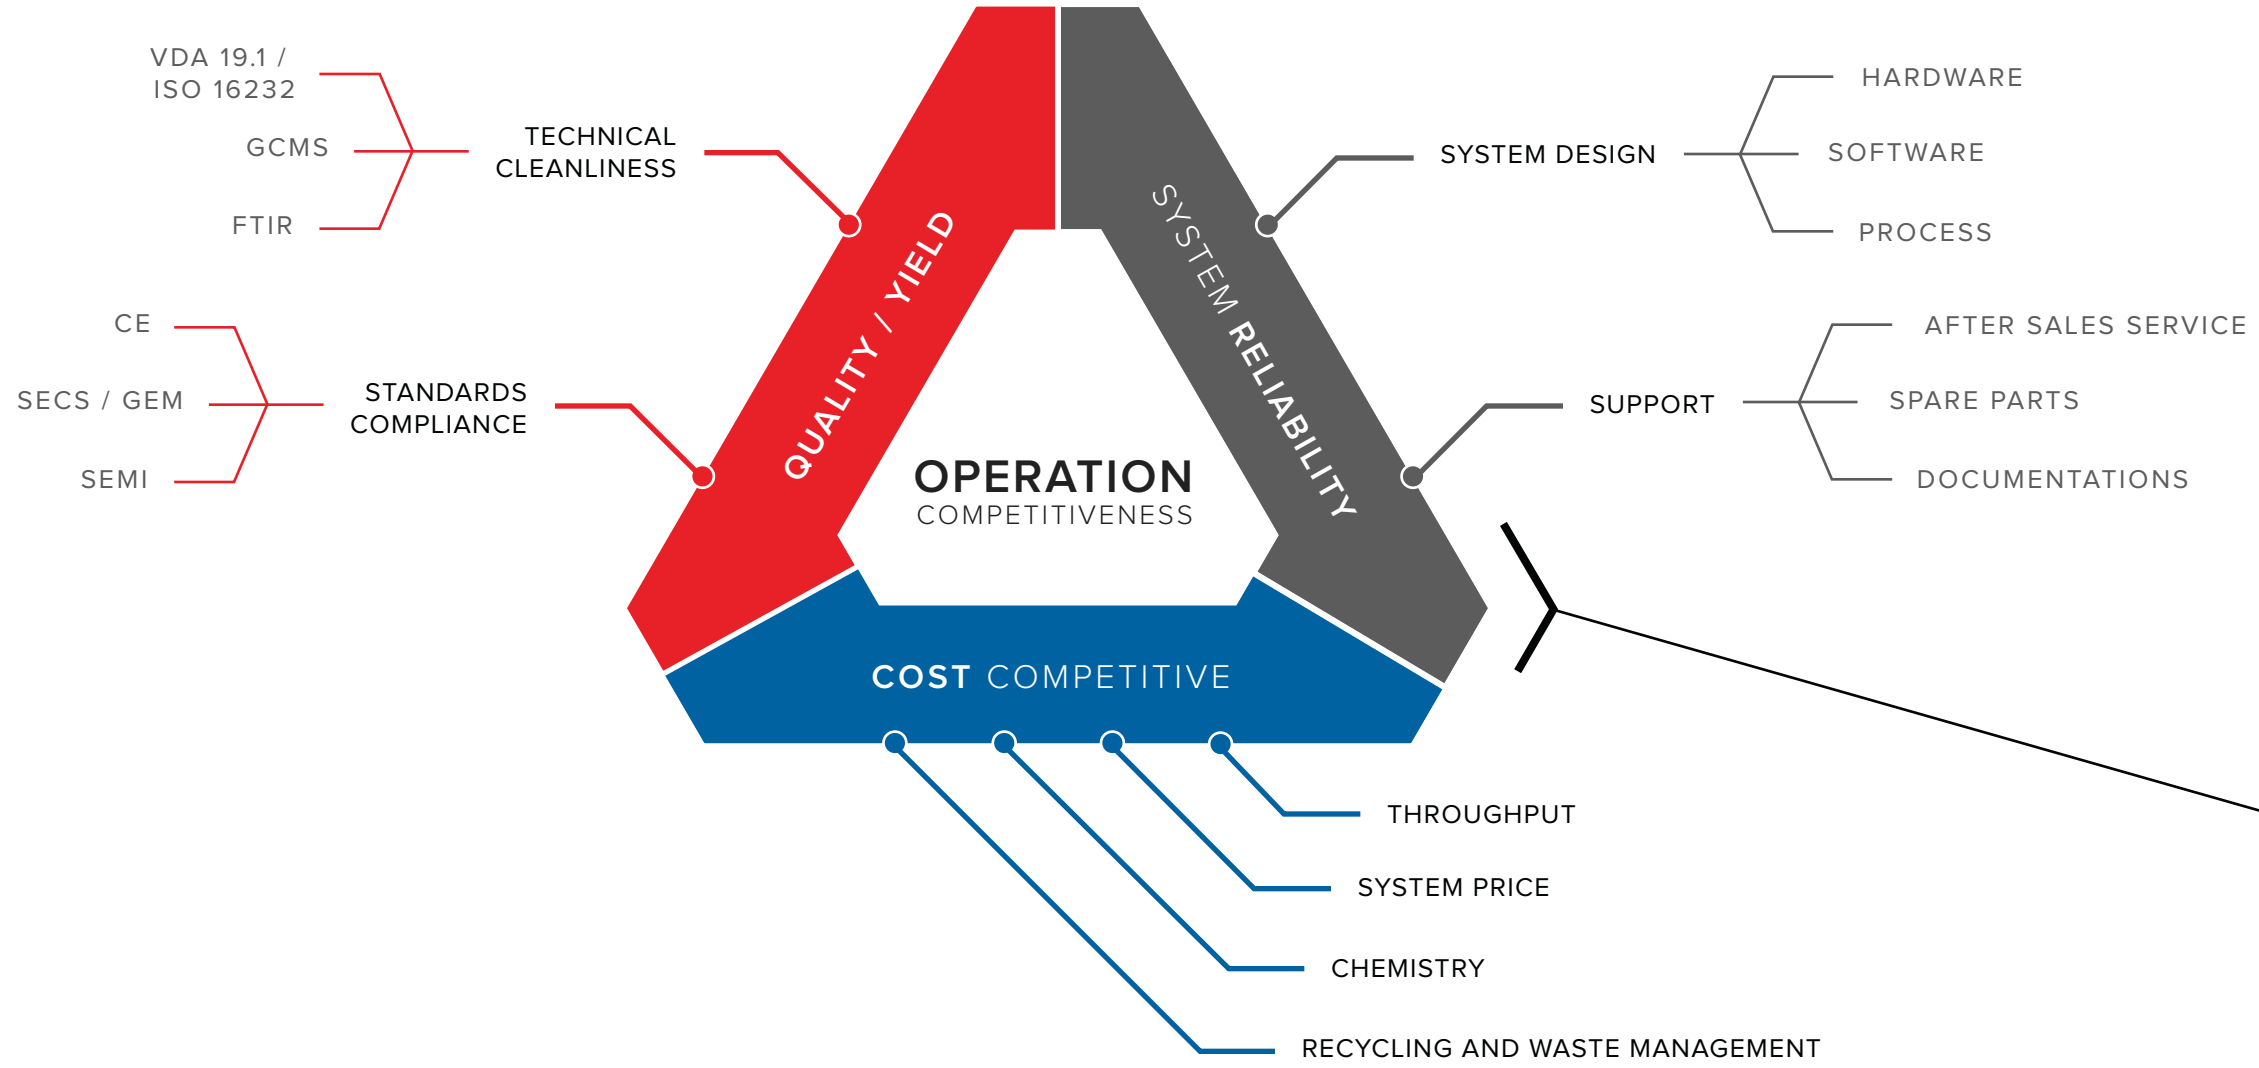 VDA 19.1 /
ISO 16232
GCMS
FTIR
TECHNICAL
CLEANLINESS
CE
SECS / GEM
SEMI
STANDARDS
COMPLIANCE
QUALITY / YIELD
SYSTEM RELIABILITY
OPERATION
COMPETITIVENESS
COST COMPETITIVE
SYSTEM DESIGN
HARDWARE
SOFTWARE
PROCESS
SUPPORT
AFTER SALES SERVICE
SPARE PARTS
DOCUMENTATIONS
THROUGHPUT
SYSTEM PRICE
CHEMISTRY
RECYCLING AND WASTE MANAGEMENT